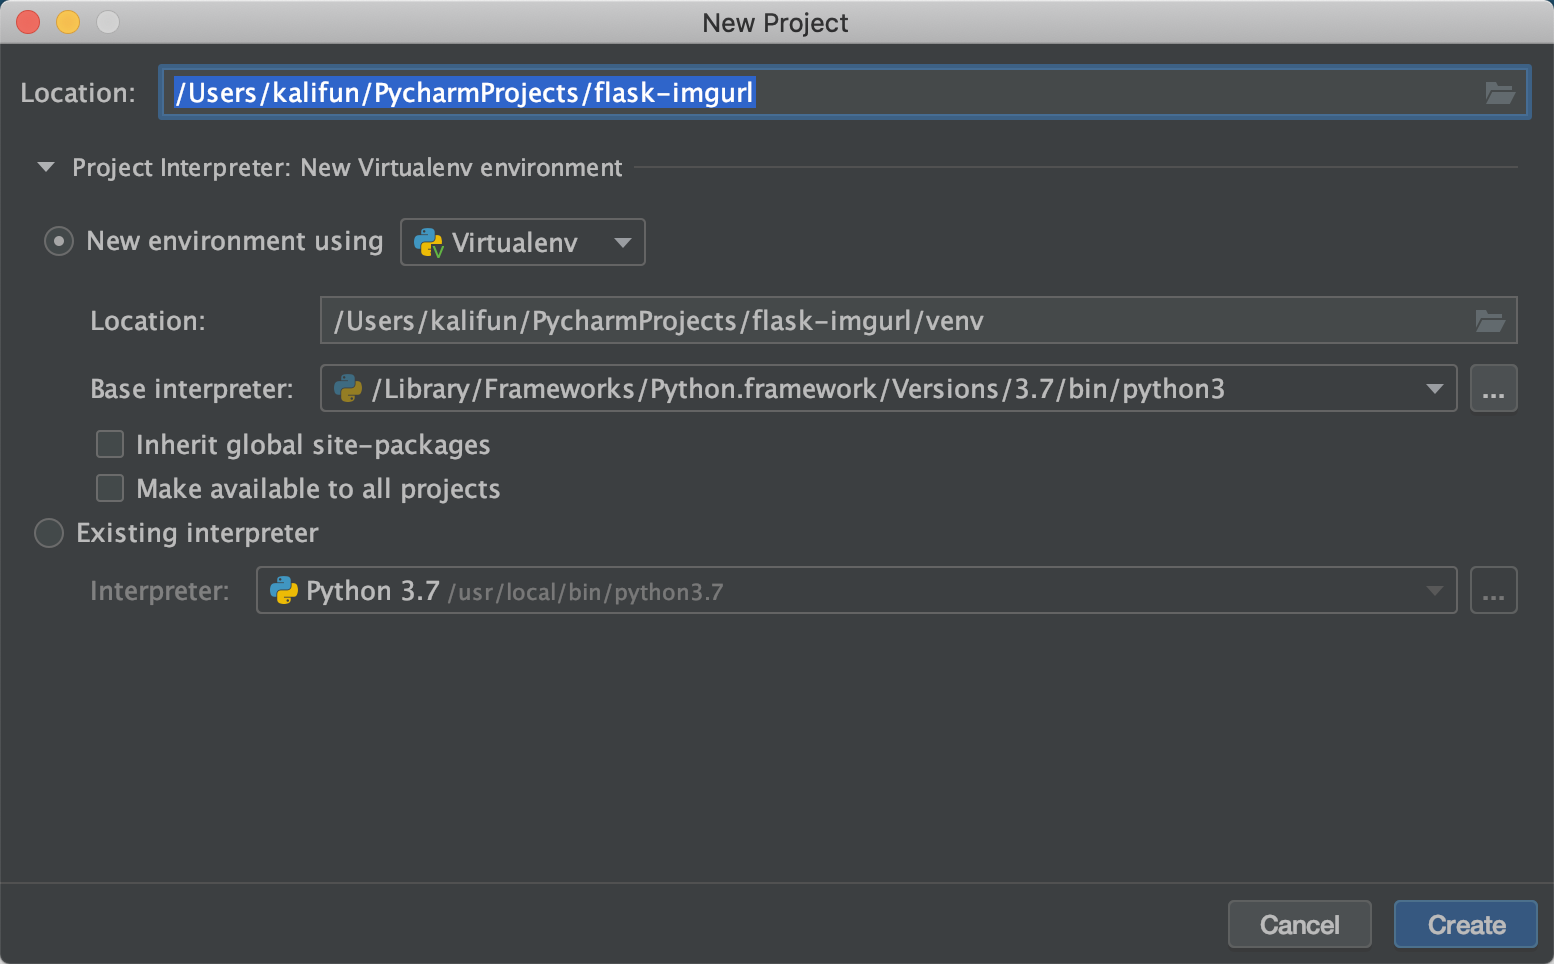 New Project
Location: /Users/kalifun/PycharmProjects/flask-imgurl
Project Interpreter: New Virtualenv environment
New environment using Virtualenv
Location: /Users/kalifun/PycharmProjects/flask-imgurl/venv
Base interpreter: /Library/Frameworks/Python.framework/Versions/3.7/bin/python3 ...
Inherit global site-packages
Make available to all projects
Existing interpreter
Interpreter: Python 3.7 /usr/local/bin/python3.7 ...
Cancel Create